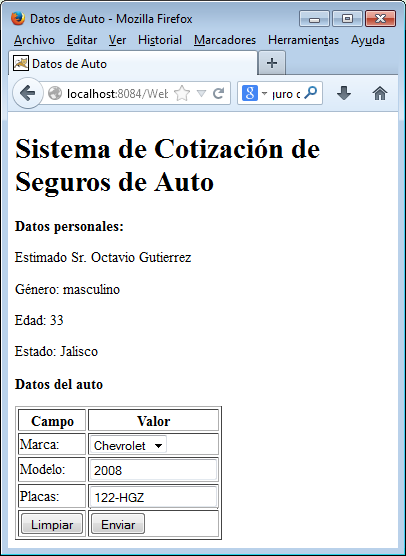 Datos de Auto - Mozilla Firefox
Archivo Editar Ver Historial Marcadores Herramientas Ayuda
Datos de Auto
localhost:8084/Web
Sistema de Cotización de
Seguros de Auto
Datos personales:
Estimado Sr. Octavio Gutierrez
Género: masculino
Edad: 33
Estado: Jalisco
Datos del auto
Campo Valor
Marca: Chevrolet
Modelo: 2008
Placas: 122-HGZ
Limpiar Enviar